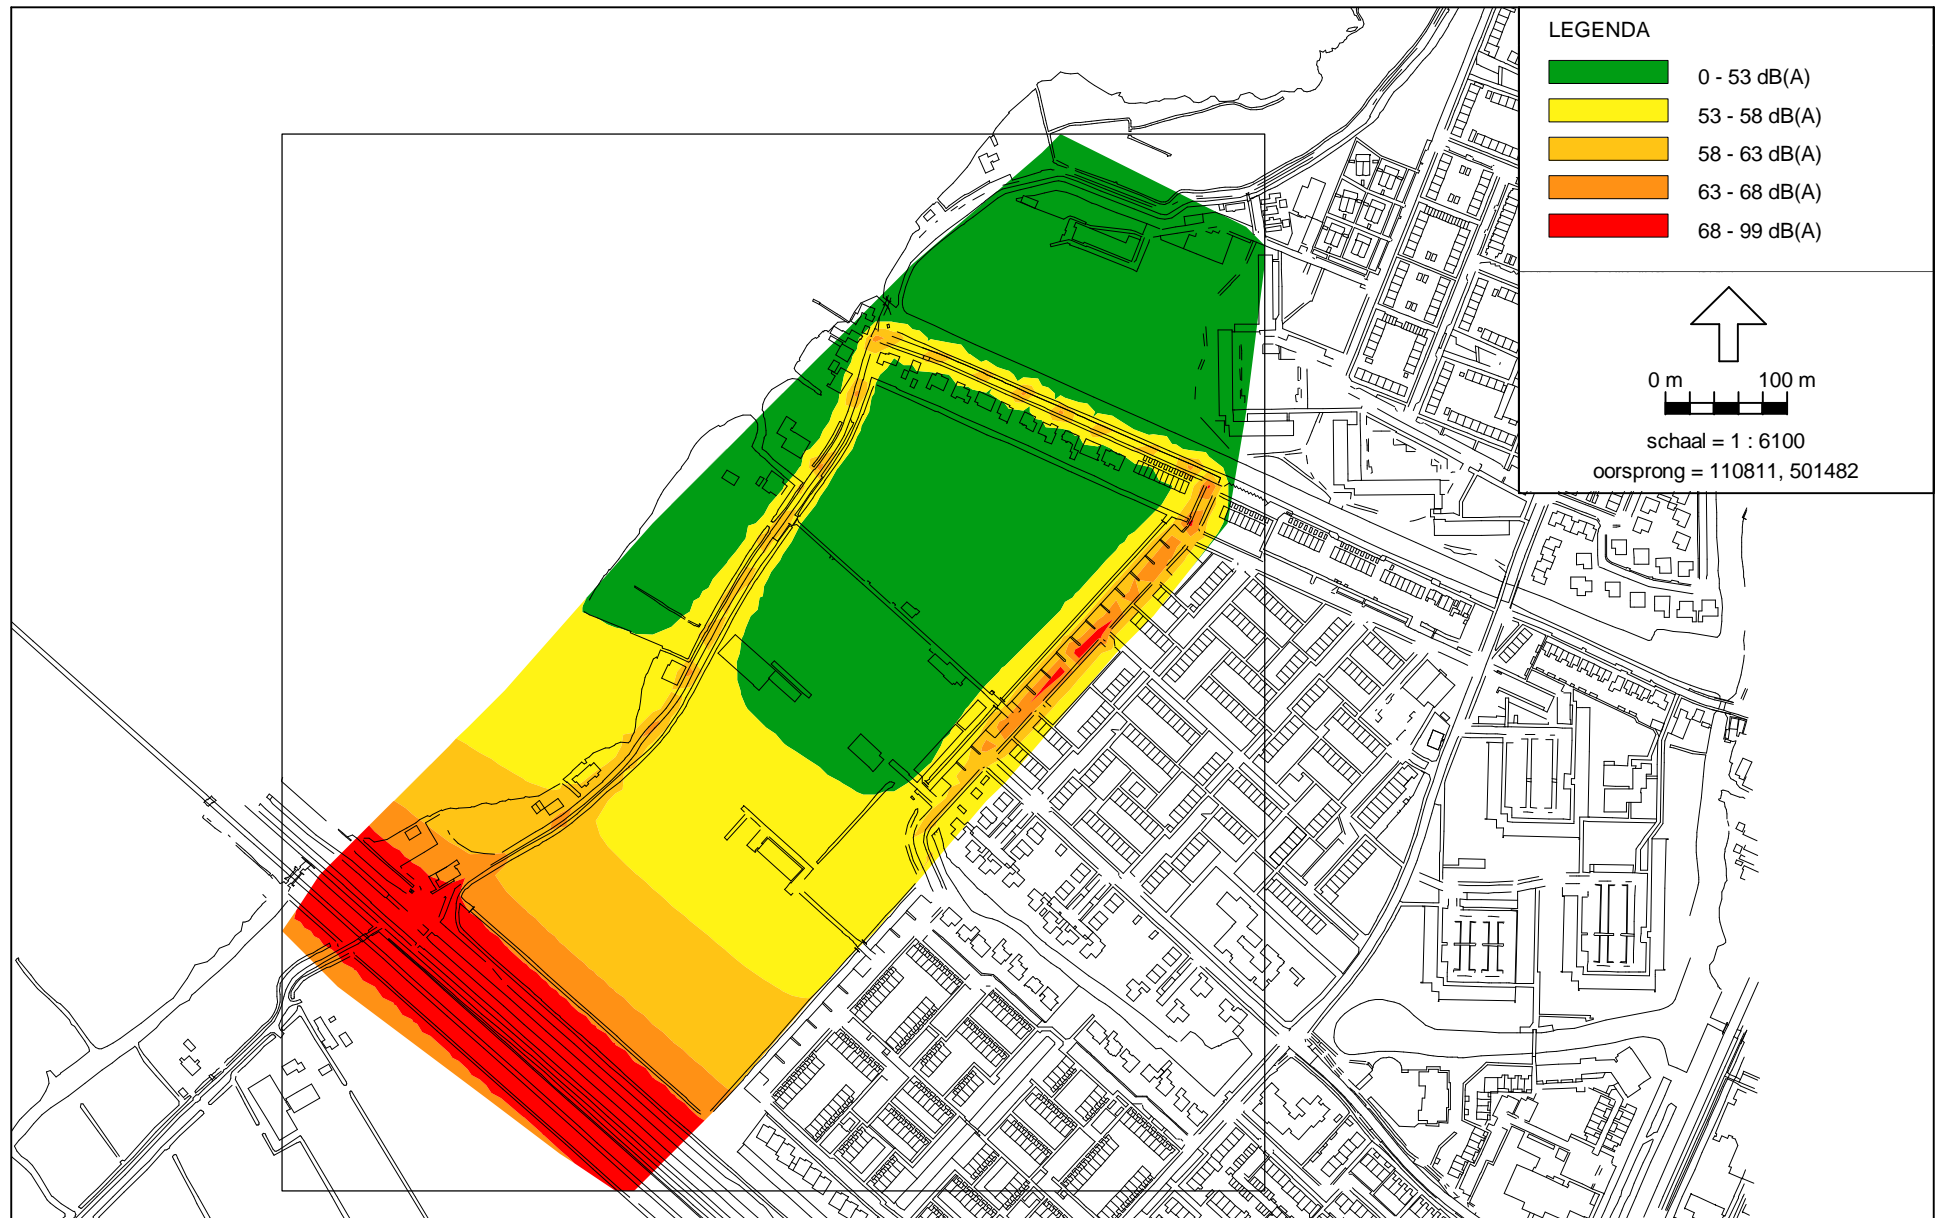 LEGENDA
0 - 53 dB(A)
53 - 58 dB(A)
58 - 63 dB(A)
63 - 68 dB(A)
68 - 99 dB(A)
0 m 100 m
schaal = 1 : 6100
oorsprong = 110811, 501482